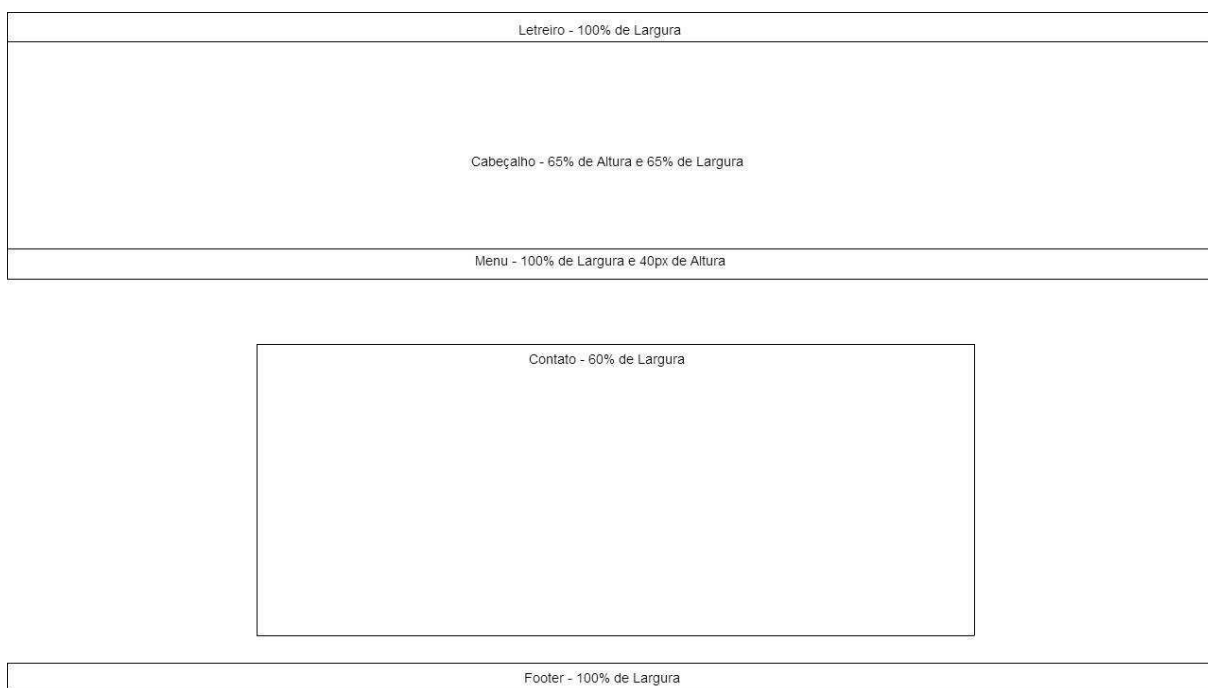 Letreiro - 100% de Largura
Cabeçalho - 65% de Altura e 65% de Largura
Menu - 100% de Largura e 40px de Altura
Contato - 60% de Largura
Footer - 100% de Largura